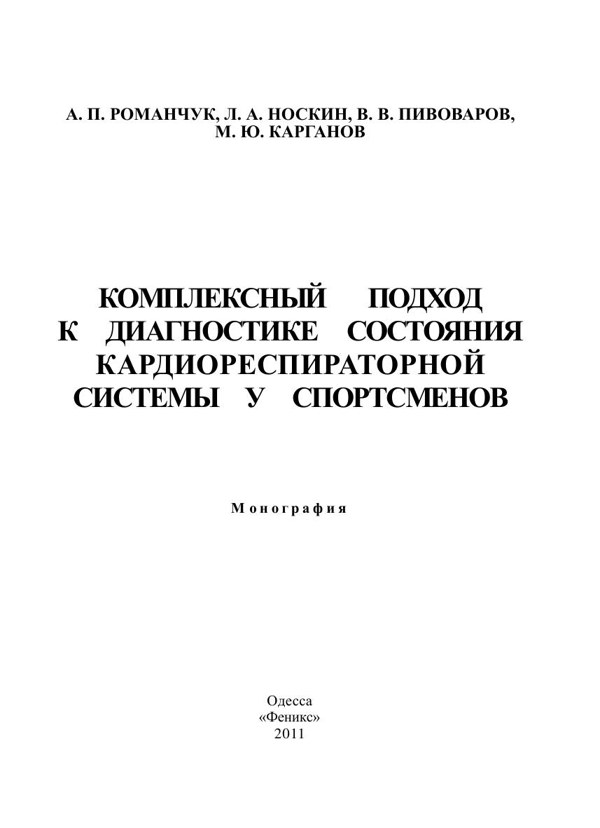 А. П. РОМАНЧУК, Л. А. НОСКИН, В. В. ПИВОВАРОВ,
М. Ю. КАРГАНОВ
КОМПЛЕКСНЫЙ ПОДХОД
К ДИАГНОСТИКЕ СОСТОЯНИЯ
КАРДИОРЕСПИРАТОРНОЙ
СИСТЕМЫ У СПОРТСМЕНОВ
Монография
Одесса
«Феникс»
2011